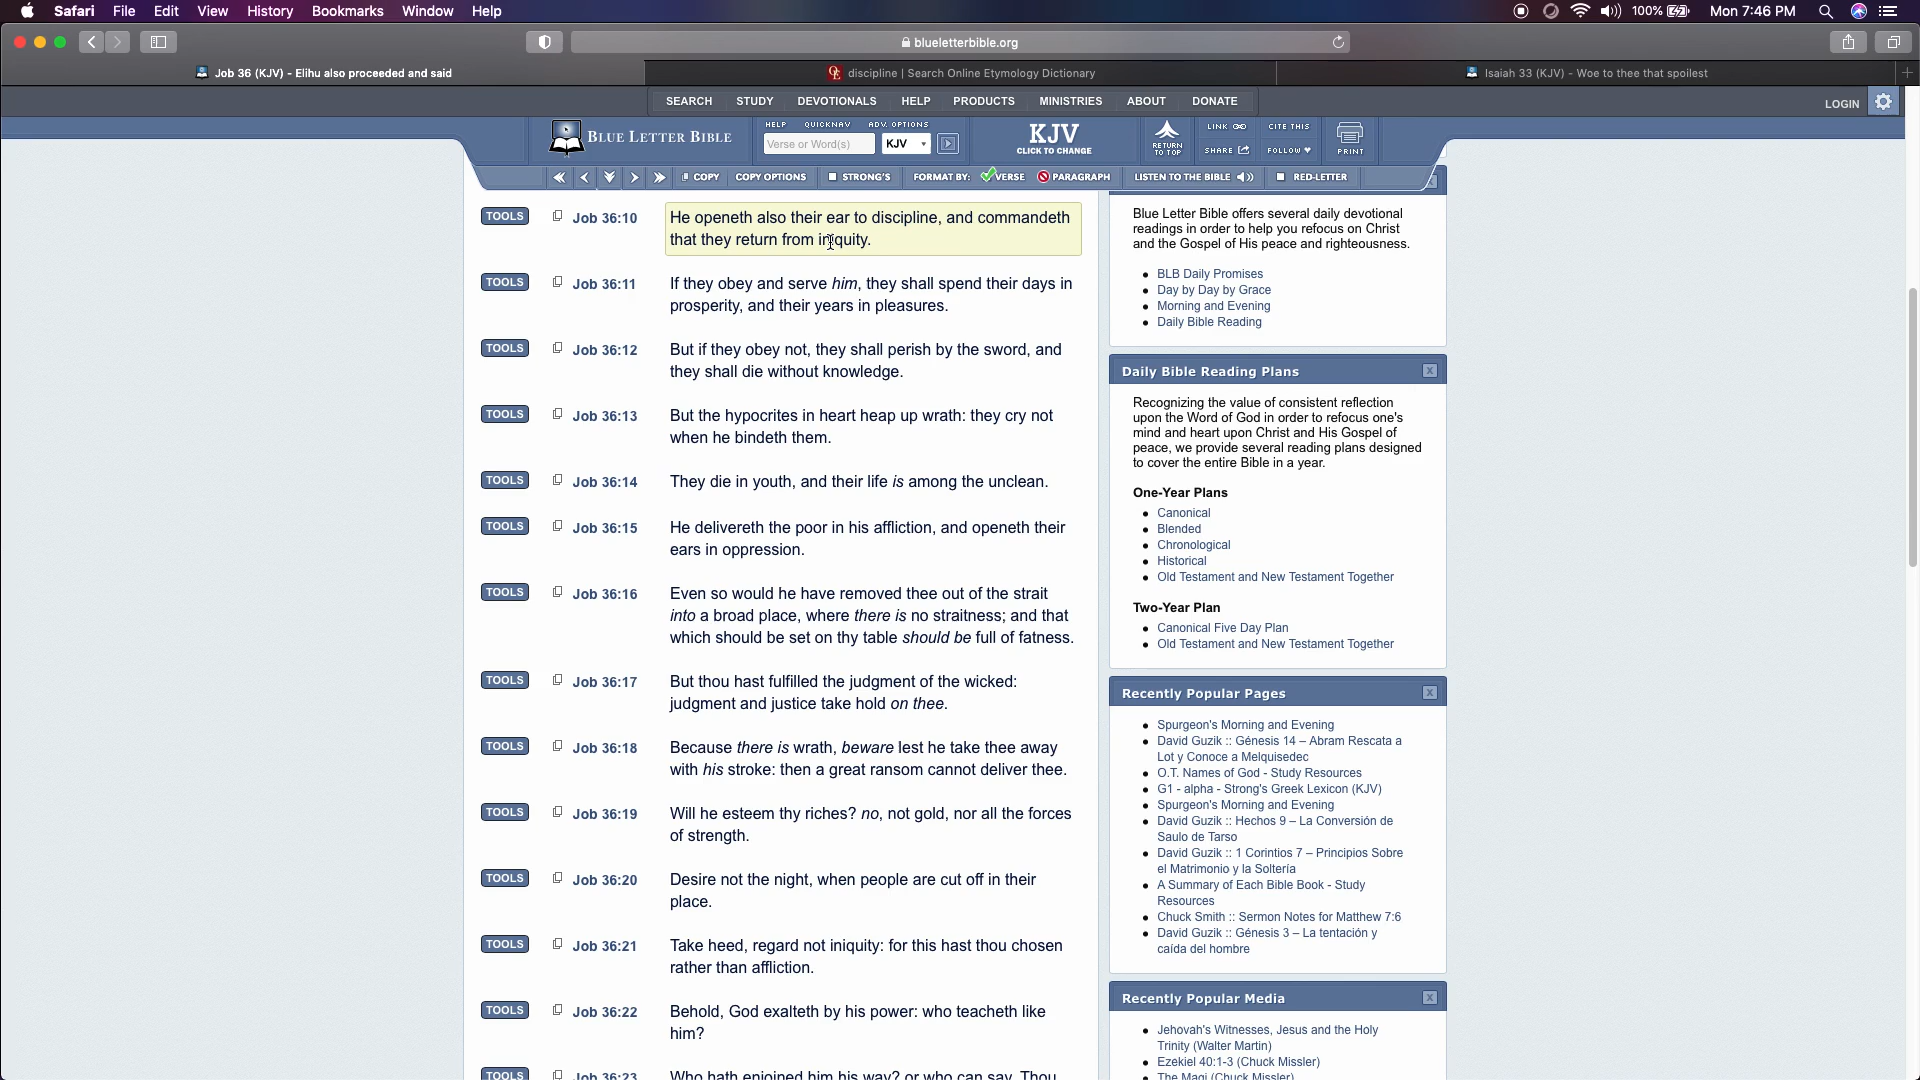 Safari File Edit View History Bookmarks Window Help 100% Mon 7:46 PM
blueletterbible.org
Job 36 (KJV) - Elihu also proceeded and said
discipline | Search Online Etymology Dictionary
Isaiah 33 (KJV) - Woe to thee that spoilest
SEARCH STUDY DEVOTIONALS HELP PRODUCTS MINISTRIES ABOUT DONATE
LOGIN
BLUE LETTER BIBLE
HELP QUICKNAV ADV. OPTIONS
Verse or Word(s) KJV
KJV
CLICK TO CHANGE
RETURN
TO TOP
LINK CITE THIS
SHARE FOLLOW
PRINT
COPY COPY OPTIONS STRONG'S FORMAT BY: VERSE PARAGRAPH LISTEN TO THE BIBLE RED-LETTER
TOOLS Job 36:10 He openeth also their ear to discipline, and commandeth
that they return from iniquity.
TOOLS Job 36:11 If they obey and serve him, they shall spend their days in
prosperity, and their years in pleasures.
TOOLS Job 36:12 But if they obey not, they shall perish by the sword, and
they shall die without knowledge.
TOOLS Job 36:13 But the hypocrites in heart heap up wrath: they cry not
when he bindeth them.
TOOLS Job 36:14 They die in youth, and their life is among the unclean.
TOOLS Job 36:15 He delivereth the poor in his affliction, and openeth their
ears in oppression.
TOOLS Job 36:16 Even so would he have removed thee out of the strait
into a broad place, where there is no straitness; and that
which should be set on thy table should be full of fatness.
TOOLS Job 36:17 But thou hast fulfilled the judgment of the wicked:
judgment and justice take hold on thee.
TOOLS Job 36:18 Because there is wrath, beware lest he take thee away
with his stroke: then a great ransom cannot deliver thee.
TOOLS Job 36:19 Will he esteem thy riches? no, not gold, nor all the forces
of strength.
TOOLS Job 36:20 Desire not the night, when people are cut off in their
place.
TOOLS Job 36:21 Take heed, regard not iniquity: for this hast thou chosen
rather than affliction.
TOOLS Job 36:22 Behold, God exalteth by his power: who teacheth like
him?
TOOLS Job 36:23 Who hath enjoined him his way? or who can say, Thou
Blue Letter Bible offers several daily devotional
readings in order to help you refocus on Christ
and the Gospel of His peace and righteousness.
BLB Daily Promises
Day by Day by Grace
Morning and Evening
Daily Bible Reading
Daily Bible Reading Plans
Recognizing the value of consistent reflection
upon the Word of God in order to refocus one's
mind and heart upon Christ and His Gospel of
peace, we provide several reading plans designed
to cover the entire Bible in a year.
One-Year Plans
Canonical
Blended
Chronological
Historical
Old Testament and New Testament Together
Two-Year Plan
Canonical Five Day Plan
Old Testament and New Testament Together
Recently Popular Pages
Spurgeon's Morning and Evening
David Guzik :: Génesis 14 – Abram Rescata a
Lot y Conoce a Melquisedec
O.T. Names of God - Study Resources
G1 - alpha - Strong's Greek Lexicon (KJV)
Spurgeon's Morning and Evening
David Guzik :: Hechos 9 – La Conversión de
Saulo de Tarso
David Guzik :: 1 Corintios 7 – Principios Sobre
el Matrimonio y la Soltería
A Summary of Each Bible Book - Study
Resources
Chuck Smith :: Sermon Notes for Matthew 7:6
David Guzik :: Génesis 3 – La tentación y
caída del hombre
Recently Popular Media
Jehovah's Witnesses, Jesus and the Holy
Trinity (Walter Martin)
Ezekiel 40:1-3 (Chuck Missler)
The Magi (Chuck Missler)